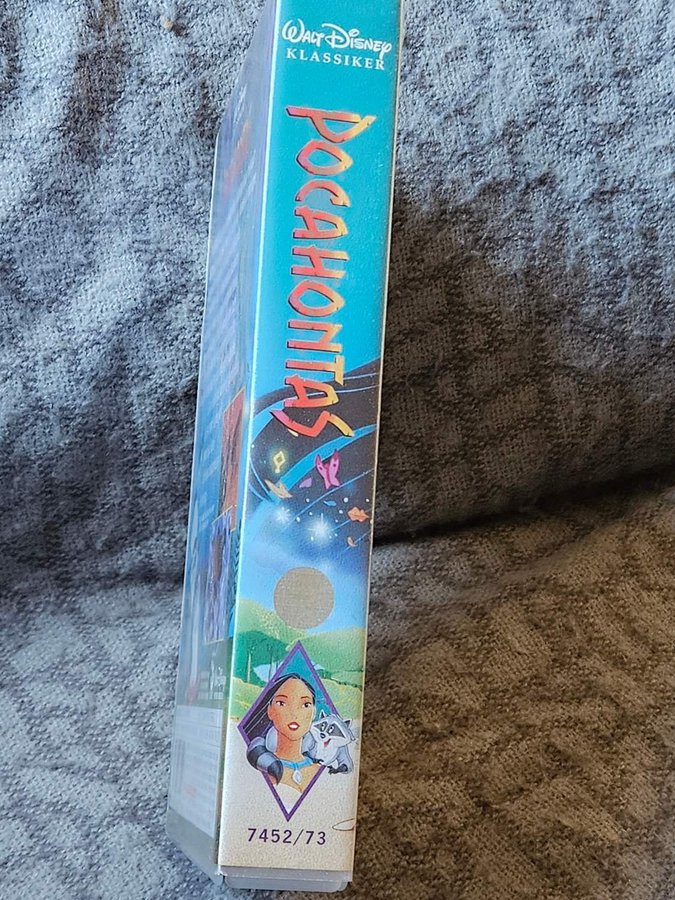 WALT DISNEY
KLASSIKER
POCAHONTAS
7452/73